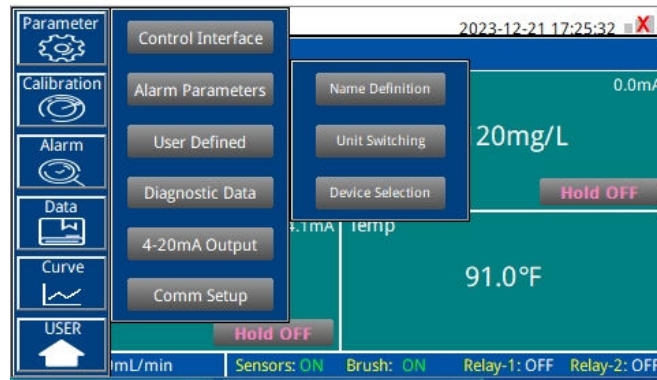 Parameter
Calibration
Alarm
Data
Curve
USER
Control Interface
Alarm Parameters
User Defined
Diagnostic Data
4-20mA Output
Comm Setup
Name Definition
Unit Switching
Device Selection
2023-12-21 17:25:32 X
0.0mA
20mg/L
Hold OFF
.1mA Temp
91.0°F
Hold OFF
mL/min Sensors: ON Brush: ON Relay-1: OFF Relay-2: OFF